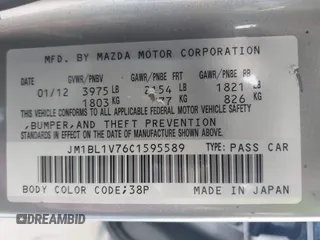 MFD. BY MAZDA MOTOR CORPORATION
GVWR/PNBV GAWR/PNBE FRT GAWR/PNBE RR
01/12 3975 LB 2154 LB 1821 LB
1803 KG KG 826 KG
THIS VEHICLE CONFORMS TO ALL APPLICABLE FEDERAL MOTOR VEHICLE SAFETY
,BUMPER, AND THEFT PREVENTION
STANDARDS IN EFFECT ON THE DATE OF MANUFACTURE SHOWN ABOVE.
JM1BL1V76C1595589 TYPE: PASS CAR
BODY COLOR CODE;38P MADE IN JAPAN
DREAMBID